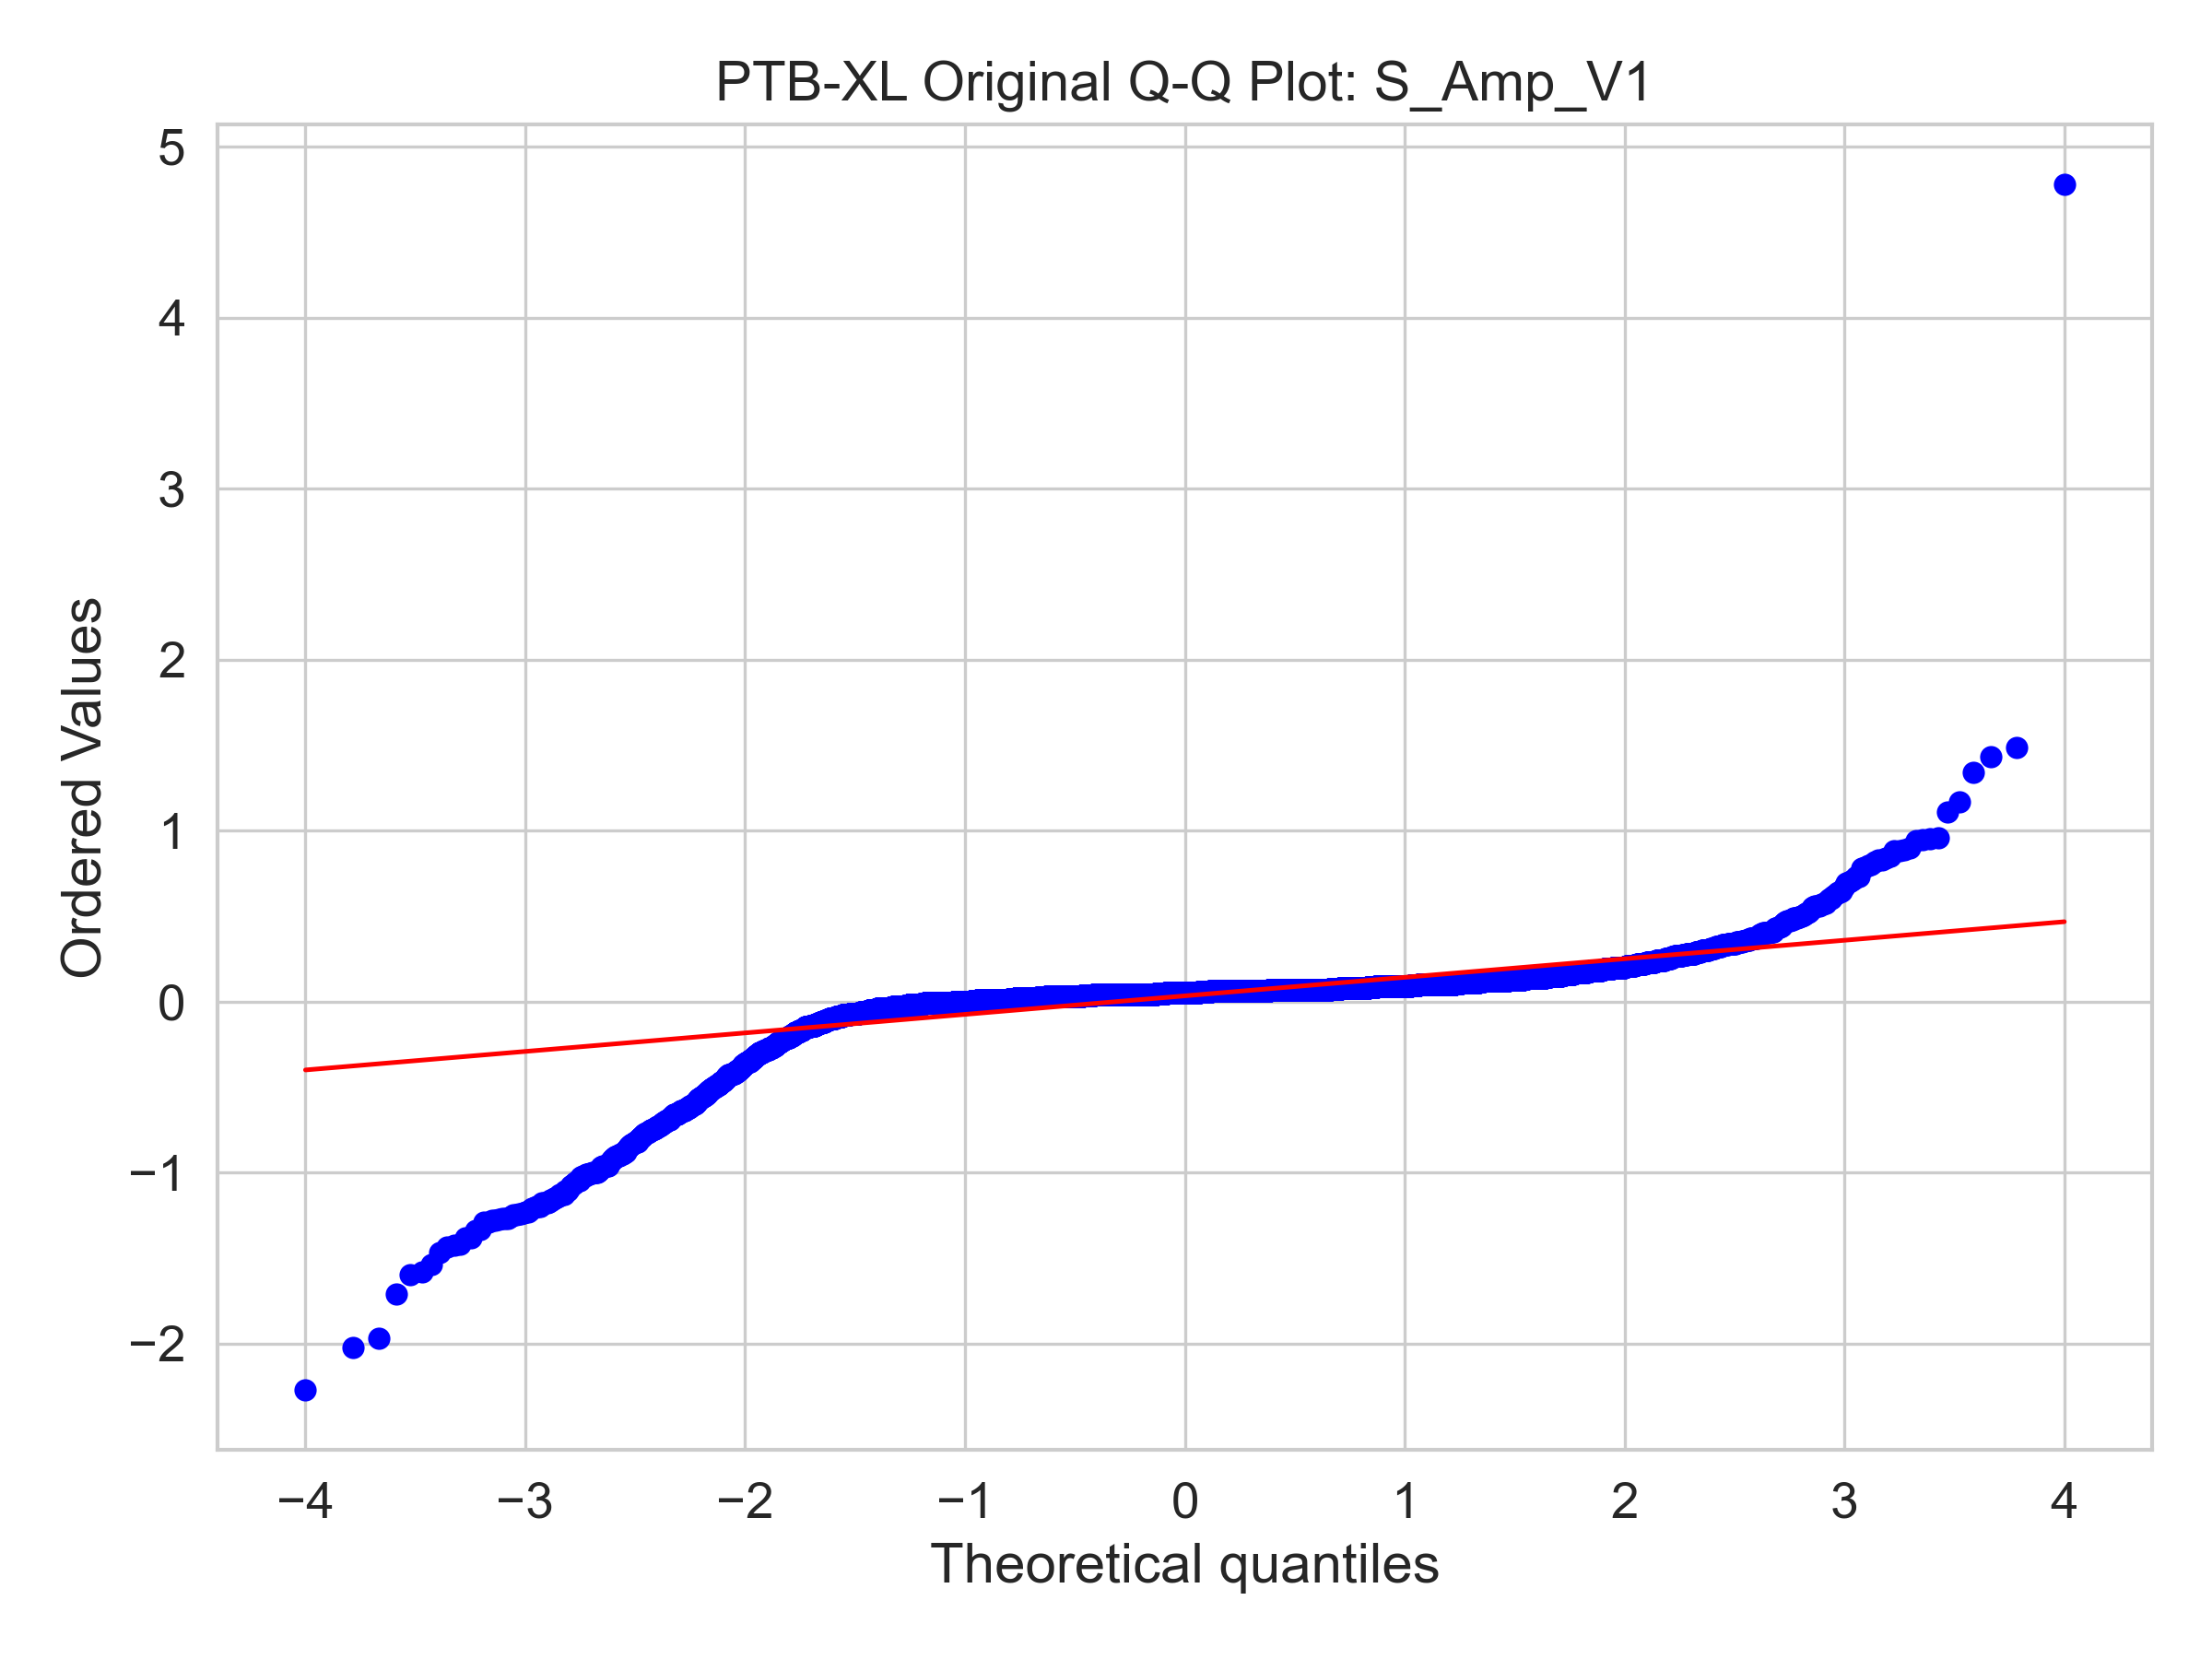 PTB-XL Original Q-Q Plot: S_Amp_V1
5
4
3
2
1
0
−1
−2
Ordered Values
−4 −3 −2 −1 0 1 2 3 4
Theoretical quantiles